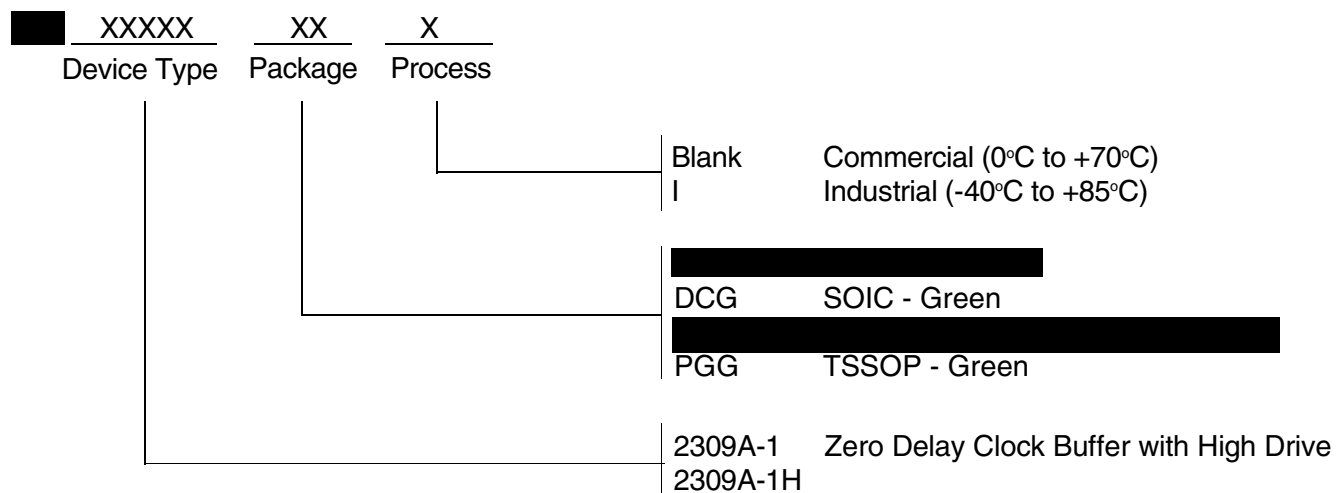 XXXXX XX X
Device Type Package Process
Blank Commercial (0°C to +70°C)
I Industrial (-40°C to +85°C)
DCG SOIC - Green
PGG TSSOP - Green
2309A-1 Zero Delay Clock Buffer with High Drive
2309A-1H